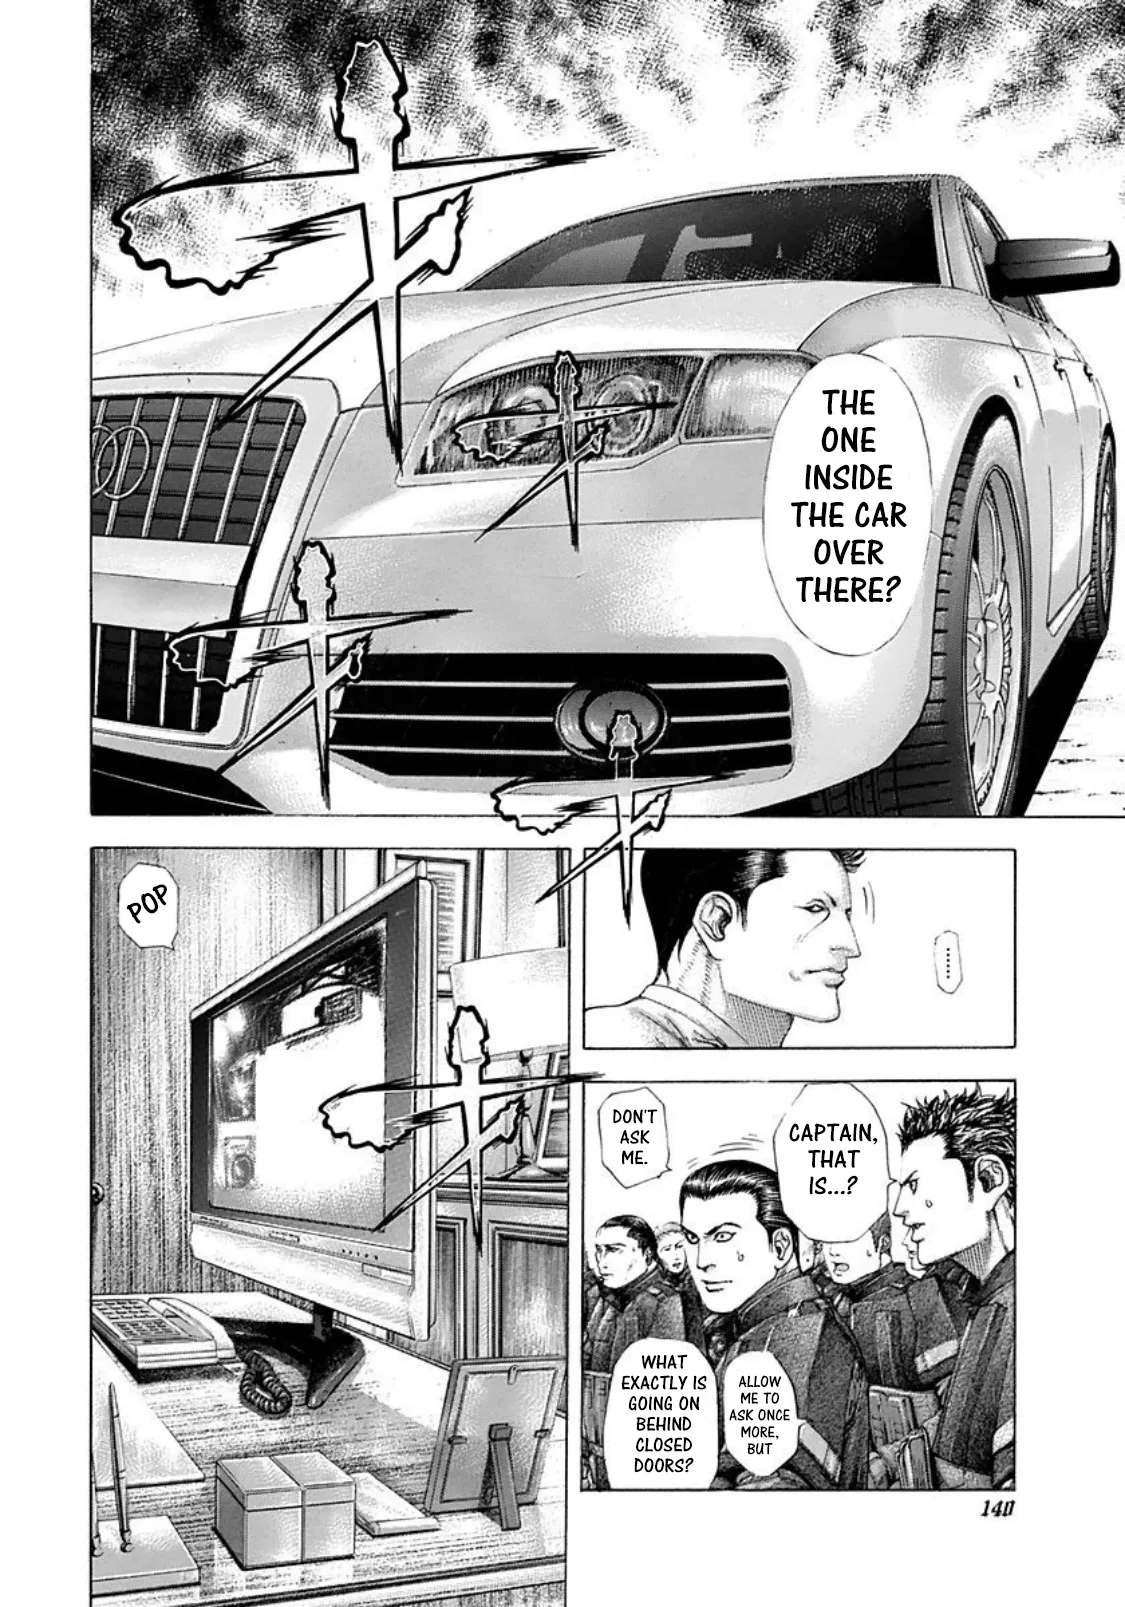 THE
ONE
INSIDE
THE CAR
OVER
THERE?
........
CAPTAIN,
THAT
IS...?
DON'T
ASK
ME.
ALLOW
ME TO
ASK ONCE
MORE,
BUT
WHAT
EXACTLY IS
GOING ON
BEHIND
CLOSED
DOORS?
POP
140